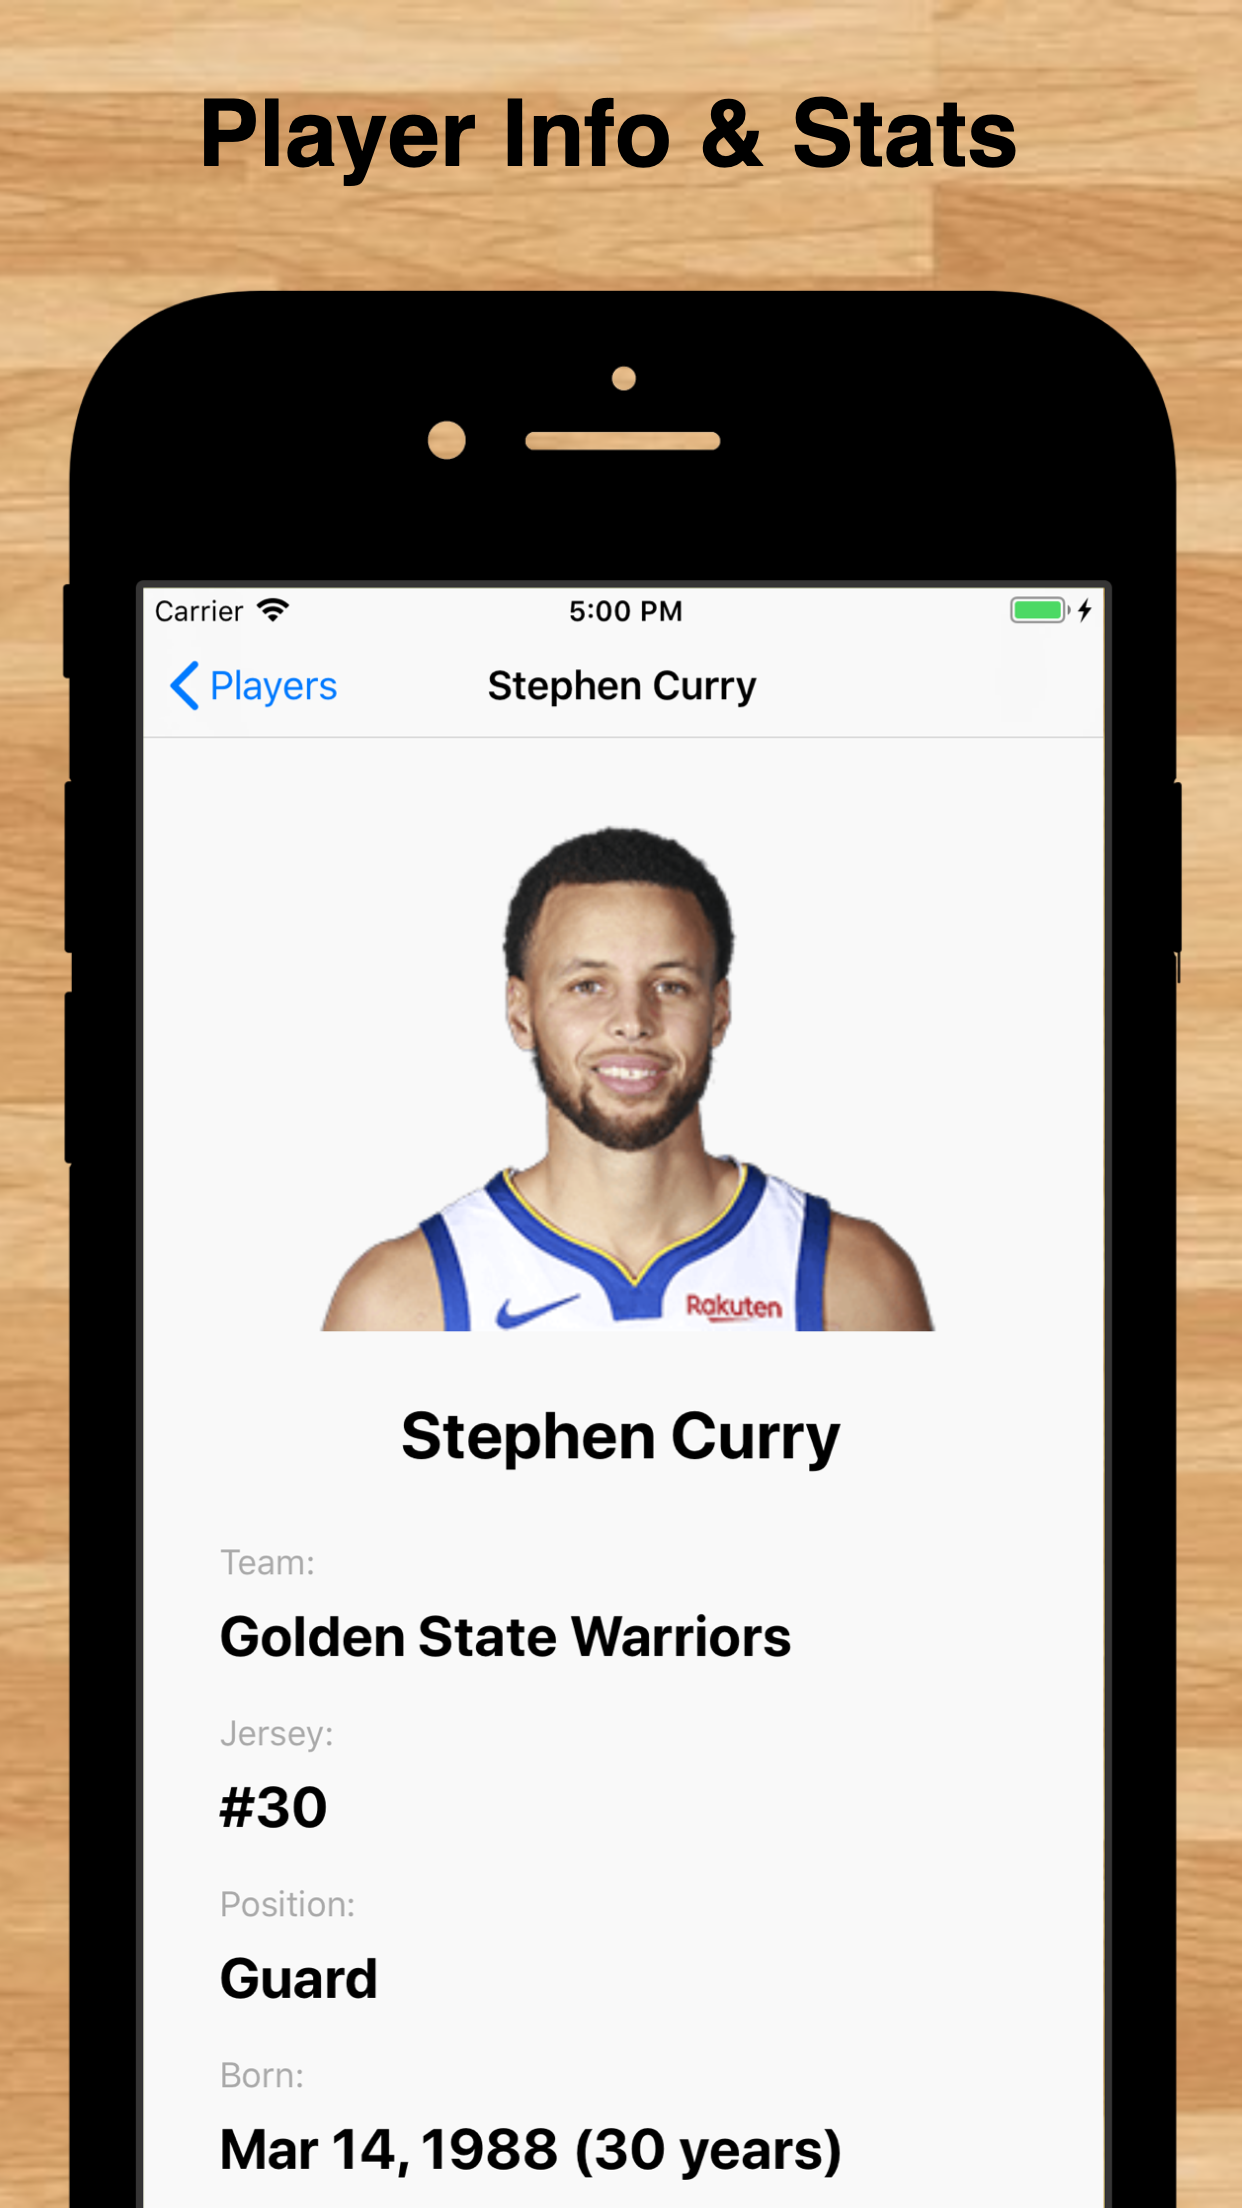 Player Info & Stats
Carrier 5:00 PM
Players Stephen Curry
Rakuten
Stephen Curry
Team:
Golden State Warriors
Jersey:
#30
Position:
Guard
Born:
Mar 14, 1988 (30 years)